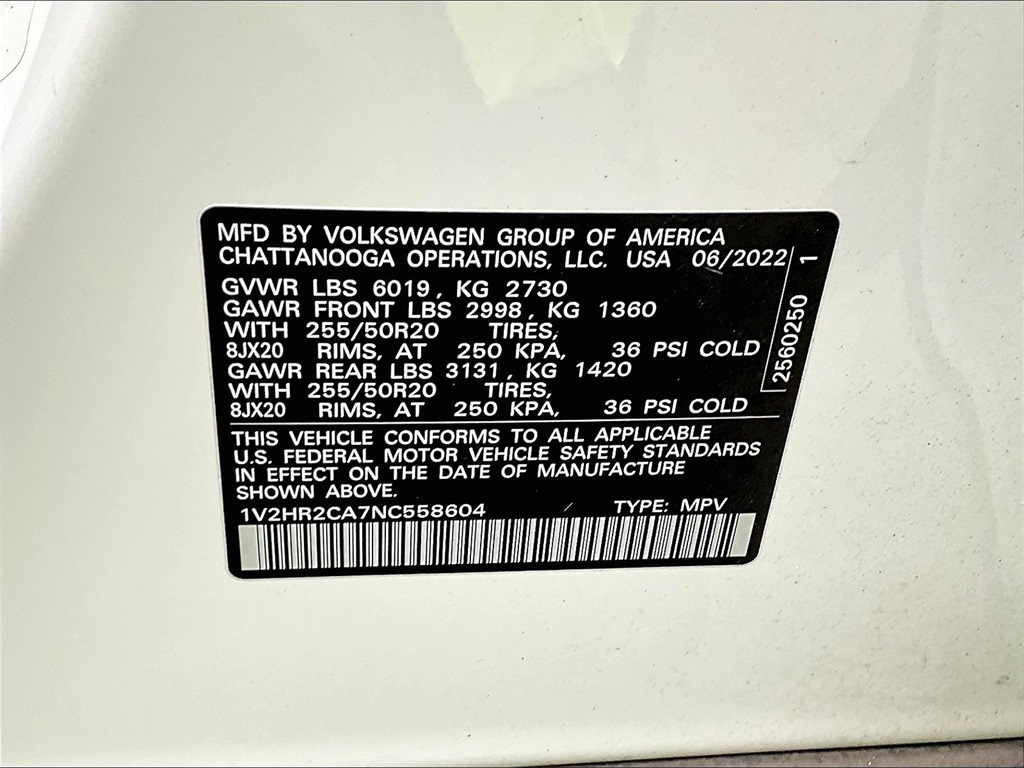 MFD BY VOLKSWAGEN GROUP OF AMERICA
CHATTANOOGA OPERATIONS, LLC. USA 06/2022
GVWR LBS 6019, KG 2730
GAWR FRONT LBS 2998, KG 1360
WITH 255/50R20 TIRES,
8JX20 RIMS, AT 250 KPA, 36 PSI COLD
GAWR REAR LBS 3131, KG 1420
WITH 255/50R20 TIRES,
8JX20 RIMS, AT 250 KPA, 36 PSI COLD
2560250 1
THIS VEHICLE CONFORMS TO ALL APPLICABLE
U.S. FEDERAL MOTOR VEHICLE SAFETY STANDARDS
IN EFFECT ON THE DATE OF MANUFACTURE
SHOWN ABOVE.
1V2HR2CA7NC558604 TYPE: MPV